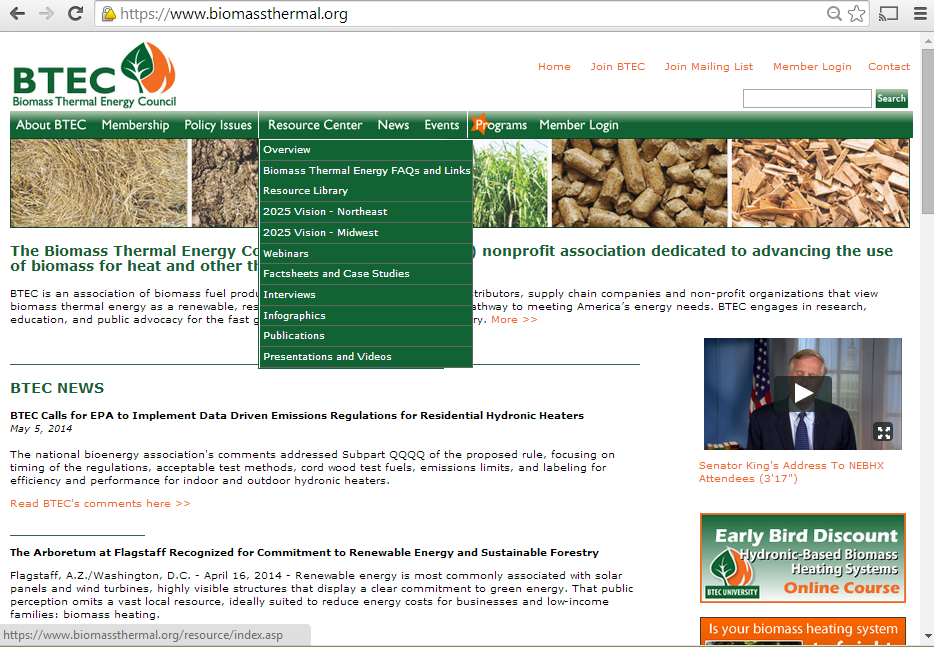 https://www.biomassthermal.org
BTEC
Biomass Thermal Energy Council
Home Join BTEC Join Mailing List Member Login Contact
Search
About BTEC Membership Policy Issues Resource Center News Events Programs Member Login
Overview
Biomass Thermal Energy FAQs and Links
Resource Library
2025 Vision - Northeast
2025 Vision - Midwest
Webinars
Factsheets and Case Studies
Interviews
Infographics
Publications
Presentations and Videos
The Biomass Thermal Energy ) nonprofit association dedicated to advancing the use
of biomass for heat and other
BTEC is an association of biomass fuel supply chain companies and non-profit organizations that view
biomass thermal energy as a renewable, to meeting America's energy needs. BTEC engages in research,
education, and public advocacy for the fast More >>
BTEC NEWS
BTEC Calls for EPA to Implement Data Driven Emissions Regulations for Residential Hydronic Heaters
May 5, 2014
The national bioenergy association's comments addressed Subpart QQQQ of the proposed rule, focusing on
timing of the regulations, acceptable test methods, cord wood test fuels, emissions limits, and labeling for
efficiency and performance for indoor and outdoor hydronic heaters.
Read BTEC's comments here >>
The Arboretum at Flagstaff Recognized for Commitment to Renewable Energy and Sustainable Forestry
Flagstaff, A.Z./Washington, D.C. - April 16, 2014 - Renewable energy is most commonly associated with solar
panels and wind turbines, highly visible structures that display a clear commitment to green energy. That public
perception omits a vast local resource, ideally suited to reduce energy costs for businesses and low-income
families: biomass heating.
Senator King's Address To NEBHX
Attendees (3'17")
Early Bird Discount
Hydronic-Based Biomass
Heating Systems
Online Course
BTEC UNIVERSITY
Is your biomass heating system
https://www.biomassthermal.org/resource/index.asp